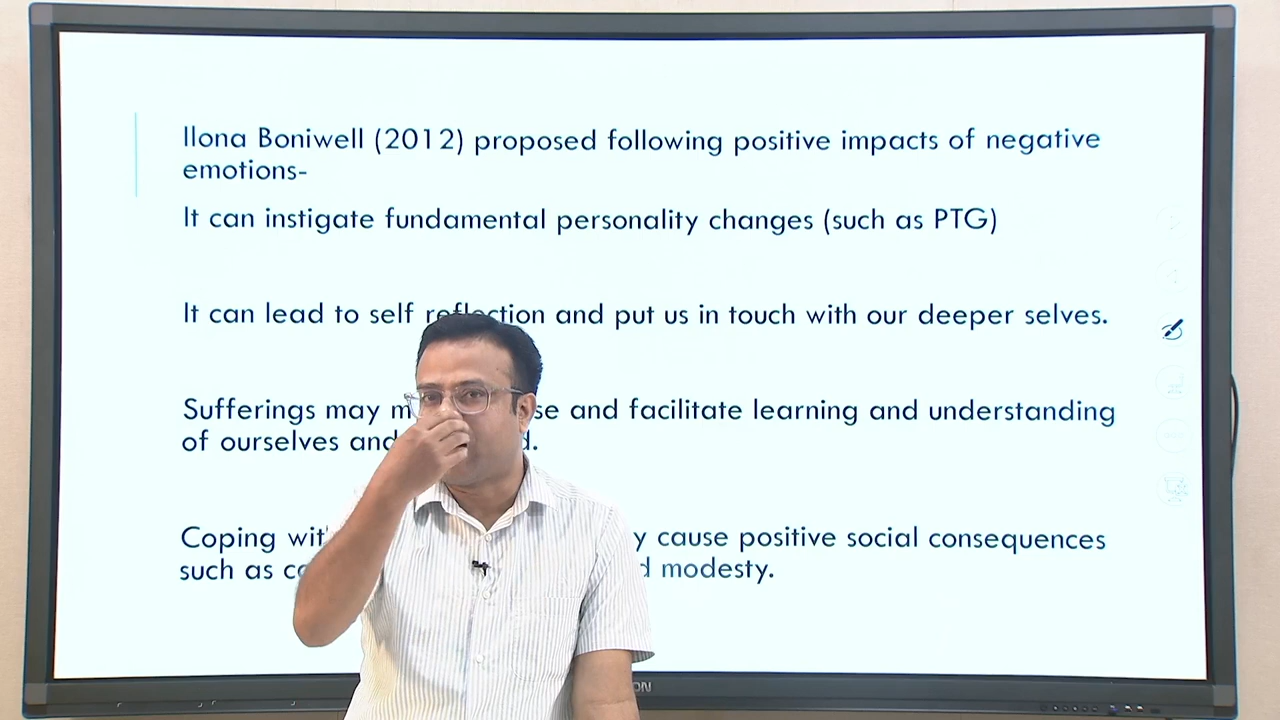 Ilona Boniwell (2012) proposed following positive impacts of negative
emotions-
It can instigate fundamental personality changes (such as PTG)
It can lead to self reflection and put us in touch with our deeper selves.
Sufferings may and facilitate learning and understanding
of ourselves and
Coping cause positive social consequences
such as modesty.